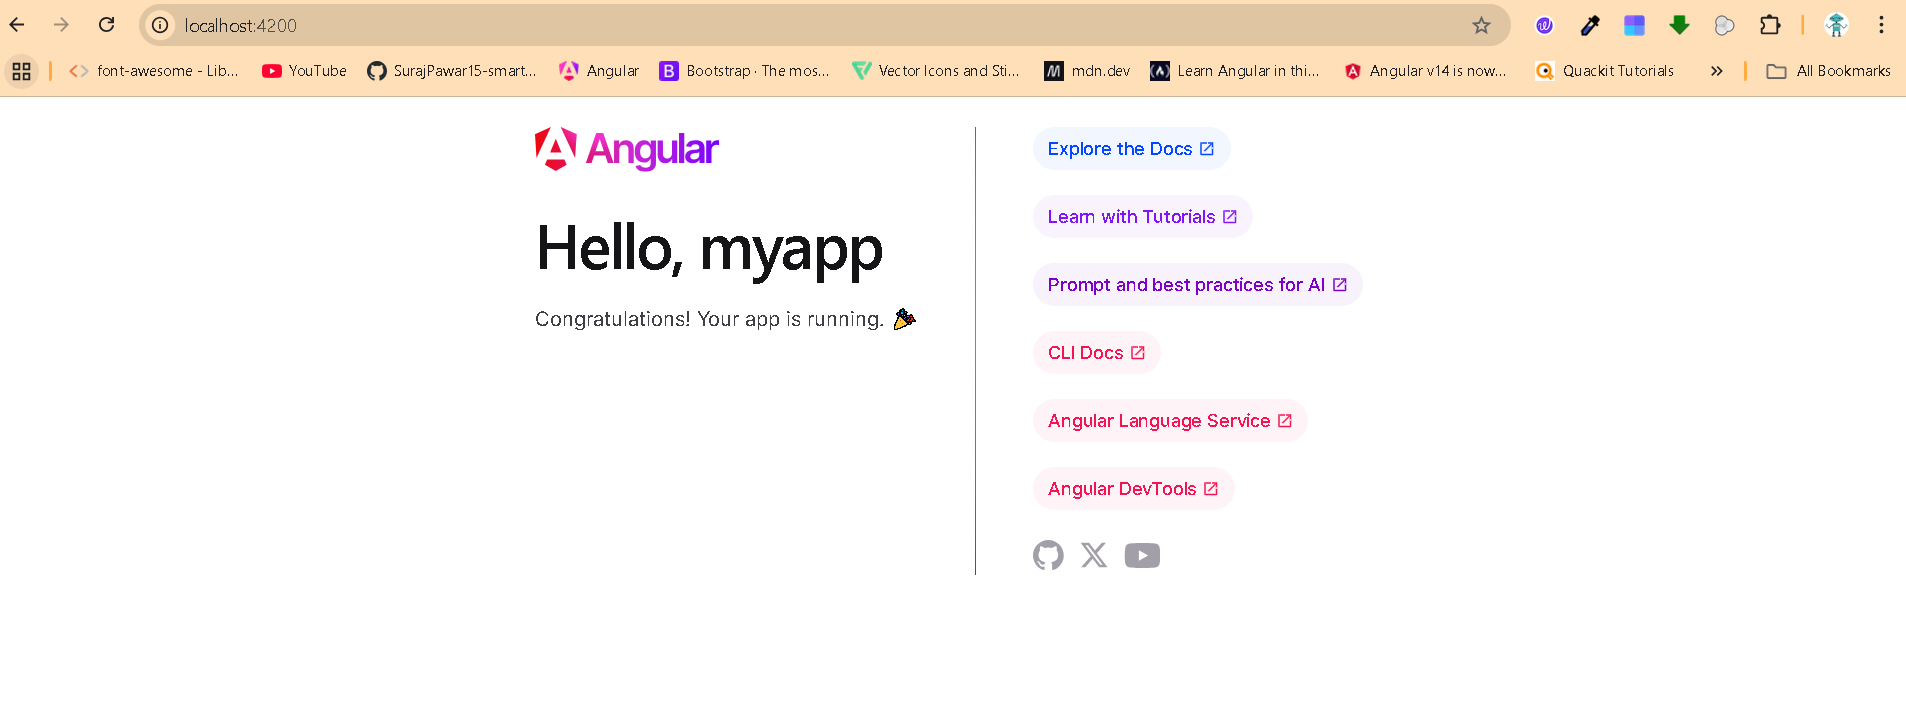 localhost:4200
font-awesome - Lib... YouTube SurajPawar15-smart... Angular Bootstrap · The mos... Vector Icons and Sti... mdn.dev Learn Angular in thi... Angular v14 is now... Quackit Tutorials » All Bookmarks
Angular
Hello, myapp
Congratulations! Your app is running. 🎉
Explore the Docs
Learn with Tutorials
Prompt and best practices for AI
CLI Docs
Angular Language Service
Angular DevTools